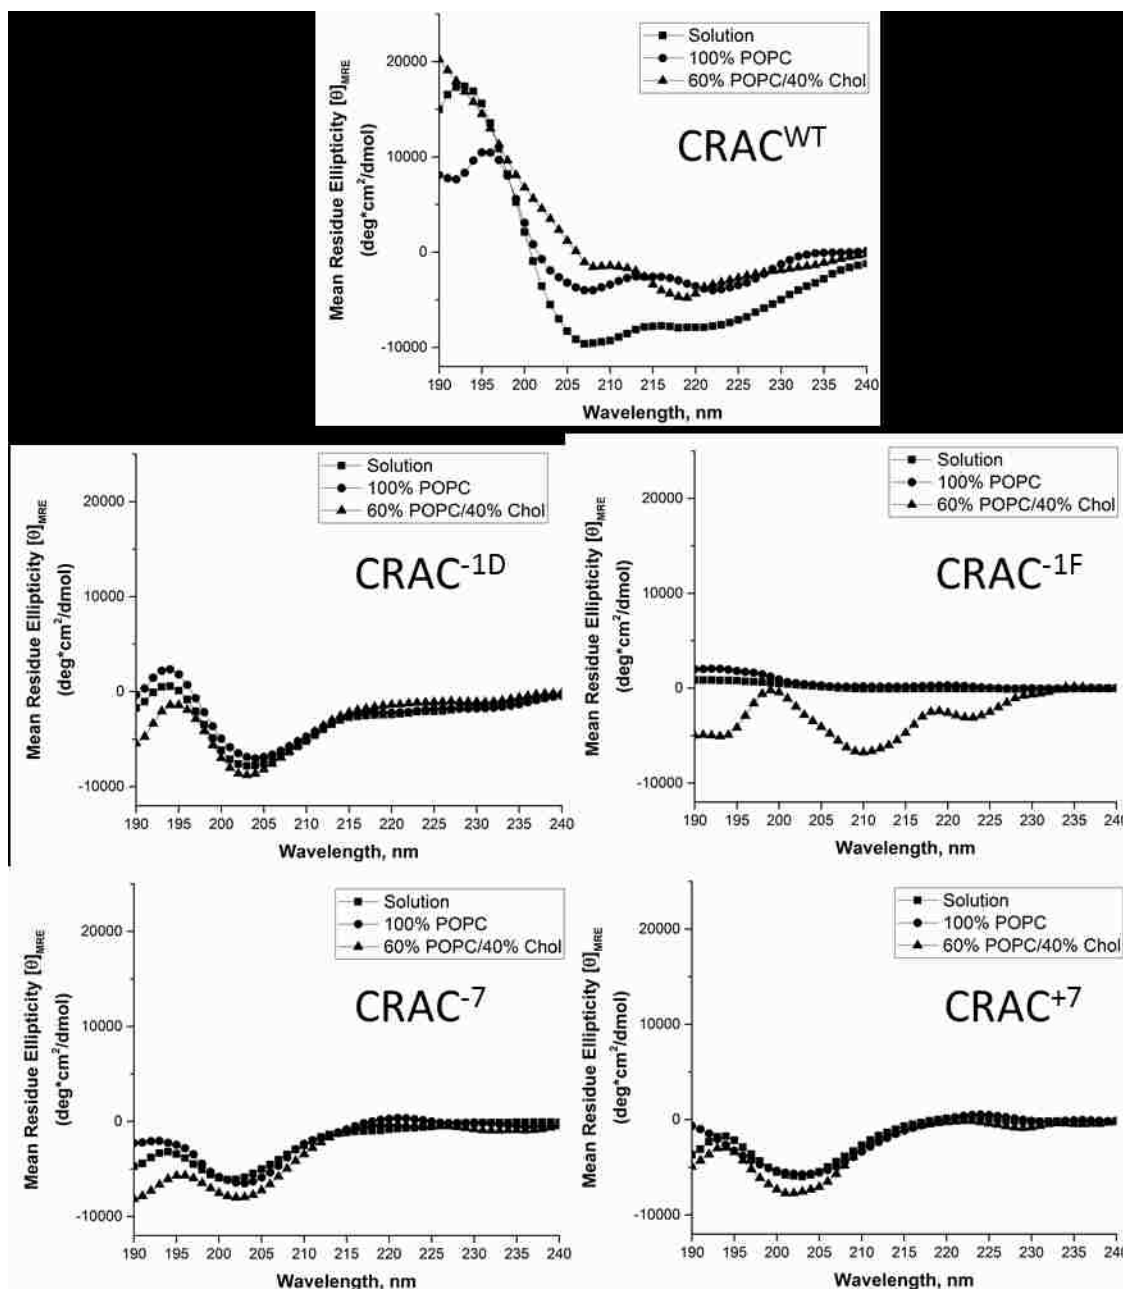 Solution
100% POPC
60% POPC/40% Chol
CRAC^WT
Mean Residue Ellipticity [θ]MRE
(deg*cm²/dmol)
20000
10000
0
-10000
190 195 200 205 210 215 220 225 230 235 240
Wavelength, nm
Solution
100% POPC
60% POPC/40% Chol
CRAC^-1D
Mean Residue Ellipticity [θ]MRE
(deg*cm²/dmol)
20000
10000
0
-10000
190 195 200 205 210 215 220 225 230 235 240
Wavelength, nm
Solution
100% POPC
60% POPC/40% Chol
CRAC^-1F
Mean Residue Ellipticity [θ]MRE
(deg*cm²/dmol)
20000
10000
0
-10000
190 195 200 205 210 215 220 225 230 235 240
Wavelength, nm
Solution
100% POPC
60% POPC/40% Chol
CRAC^-7
Mean Residue Ellipticity [θ]MRE
(deg*cm²/dmol)
20000
10000
0
-10000
190 195 200 205 210 215 220 225 230 235 240
Wavelength, nm
Solution
100% POPC
60% POPC/40% Chol
CRAC^+7
Mean Residue Ellipticity [θ]MRE
(deg*cm²/dmol)
20000
10000
0
-10000
190 195 200 205 210 215 220 225 230 235 240
Wavelength, nm